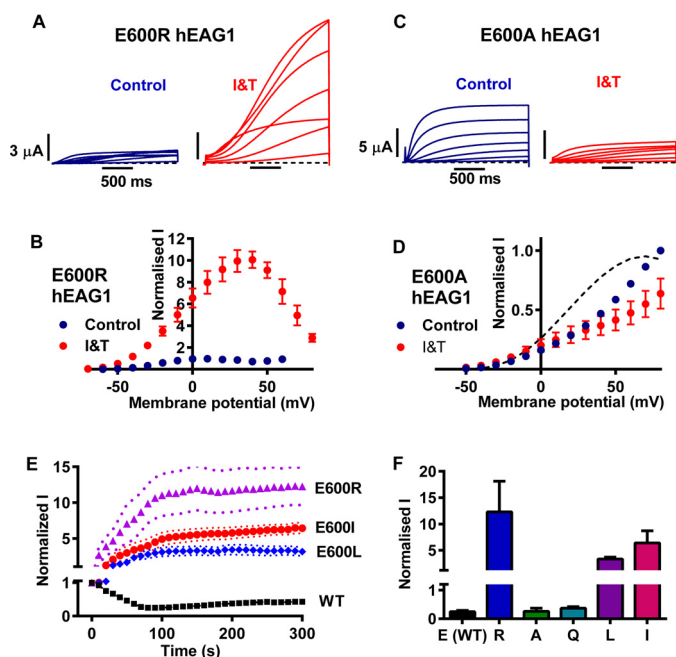 A
E600R hEAG1
Control
I&T
3 μA
500 ms
C
E600A hEAG1
Control
I&T
5 μA
500 ms
B
E600R
hEAG1
Control
I&T
Normalised I
12
10
8
6
4
2
-50
0
50
Membrane potential (mV)
D
E600A
hEAG1
Control
I&T
Normalised I
1.0
0.5
-50
0
50
Membrane potential (mV)
E
Normalized I
15
10
5
1
0
E600R
E600I
E600L
WT
0
100
200
300
Time (s)
F
Normalised I
20
15
10
5
1
0
E (WT)
R
A
Q
L
I